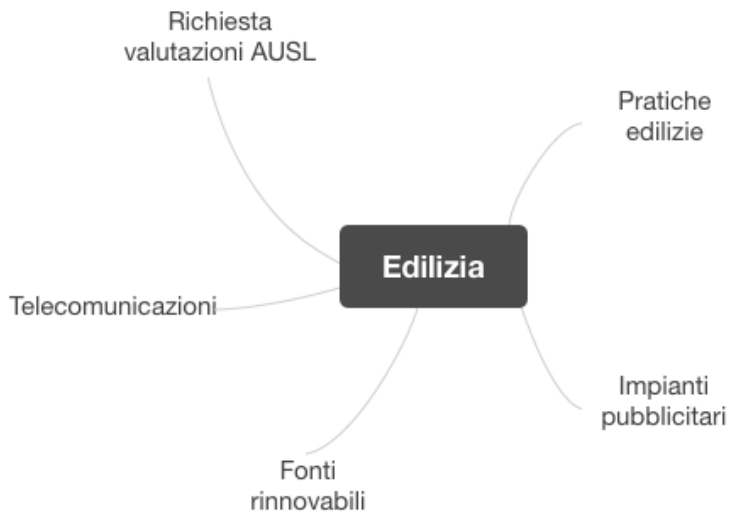 Richiesta
valutazioni AUSL
Pratiche
edilizie
Edilizia
Telecomunicazioni
Impianti
pubblicitari
Fonti
rinnovabili